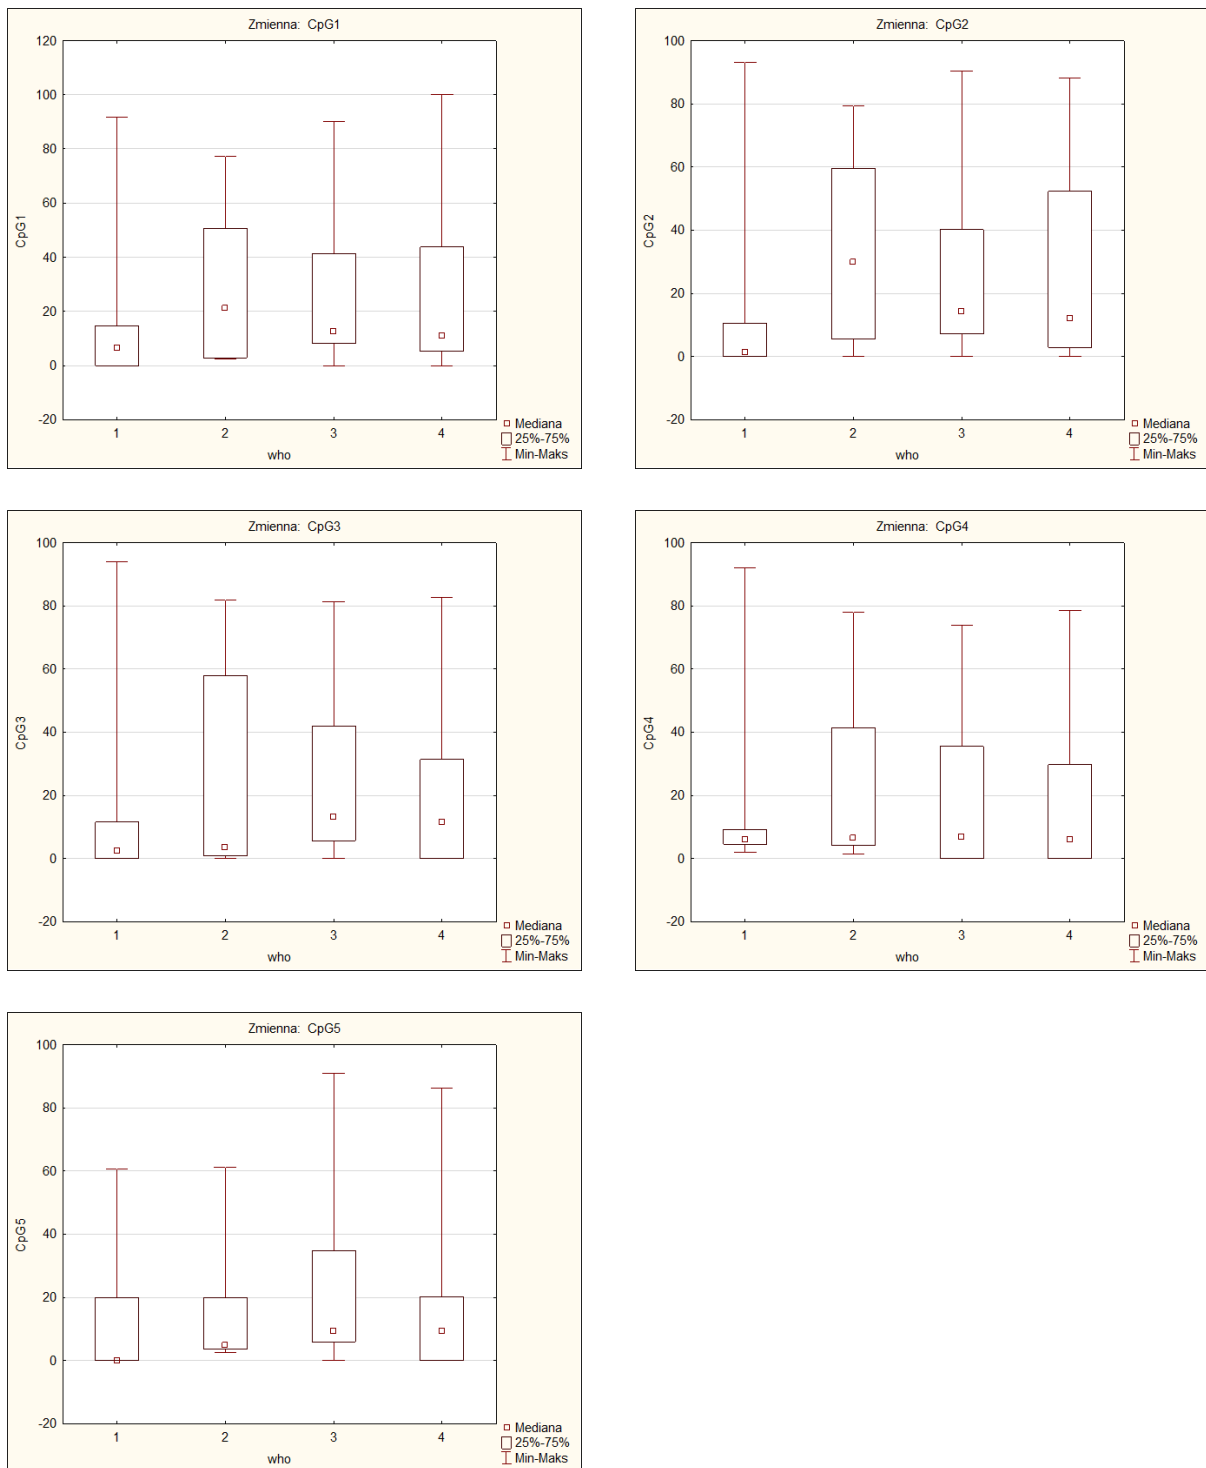 Zmienna: CpG1
120
100
80
60
40
20
0
-20
CpG1
1 2 3 4
who
Mediana
25%-75%
Min-Maks
Zmienna: CpG2
100
80
60
40
20
0
-20
CpG2
1 2 3 4
who
Mediana
25%-75%
Min-Maks
Zmienna: CpG3
100
80
60
40
20
0
-20
CpG3
1 2 3 4
who
Mediana
25%-75%
Min-Maks
Zmienna: CpG4
100
80
60
40
20
0
-20
CpG4
1 2 3 4
who
Mediana
25%-75%
Min-Maks
Zmienna: CpG5
100
80
60
40
20
0
-20
CpG5
1 2 3 4
who
Mediana
25%-75%
Min-Maks